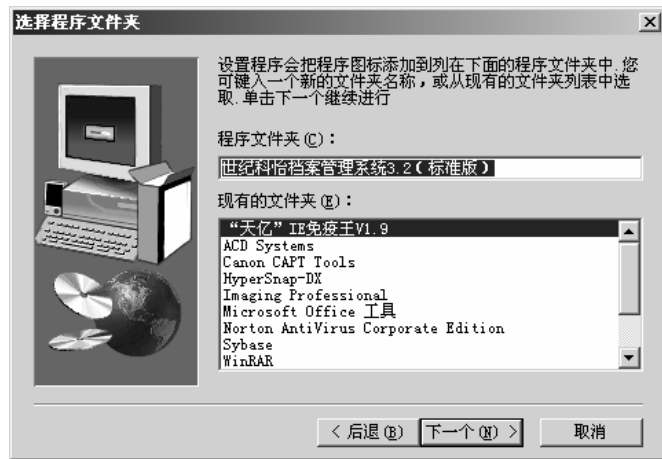 选择程序文件夹
设置程序会把程序图标添加到列在下面的程序文件夹中.您
可键入一个新的文件夹名称，或从现有的文件夹列表中选
取.单击下一个继续进行
程序文件夹(C)：
世纪科怡档案管理系统3.2(标准版)
现有的文件夹(E)：
“天亿”IE免疫王V1.9
ACD Systems
Canon CAPT Tools
HyperSnap-DX
Imaging Professional
Microsoft Office 工具
Norton AntiVirus Corporate Edition
Sybase
WinRAR
< 后退(B) 下一个(N) > 取消